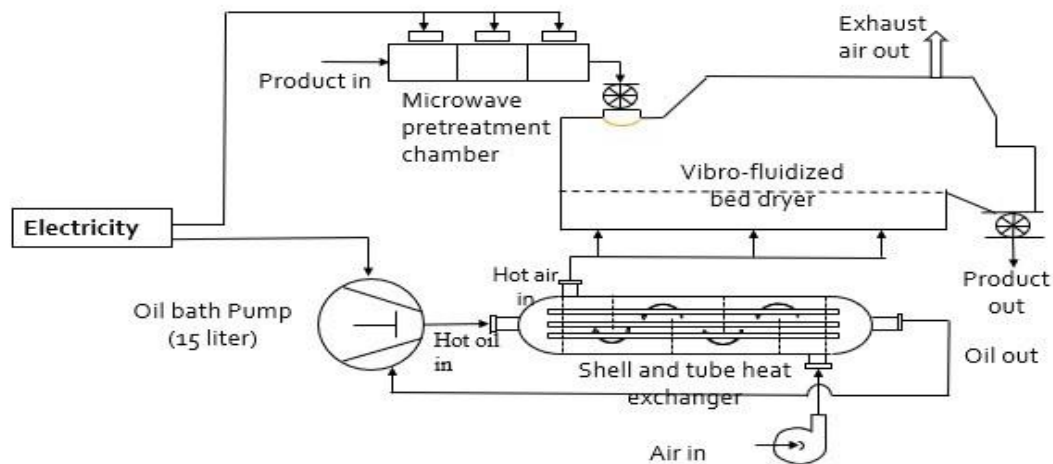 Exhaust
air out
Product in
Microwave
pretreatment
chamber
Vibro-fluidized
bed dryer
Electricity
Hot air
in
Product
out
Oil bath Pump
(15 liter)
Hot oil
in
Oil out
Shell and tube heat
exchanger
Air in